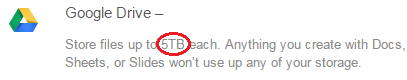 Google Drive –
Store files up to 5TB each. Anything you create with Docs,
Sheets, or Slides won't use up any of your storage.